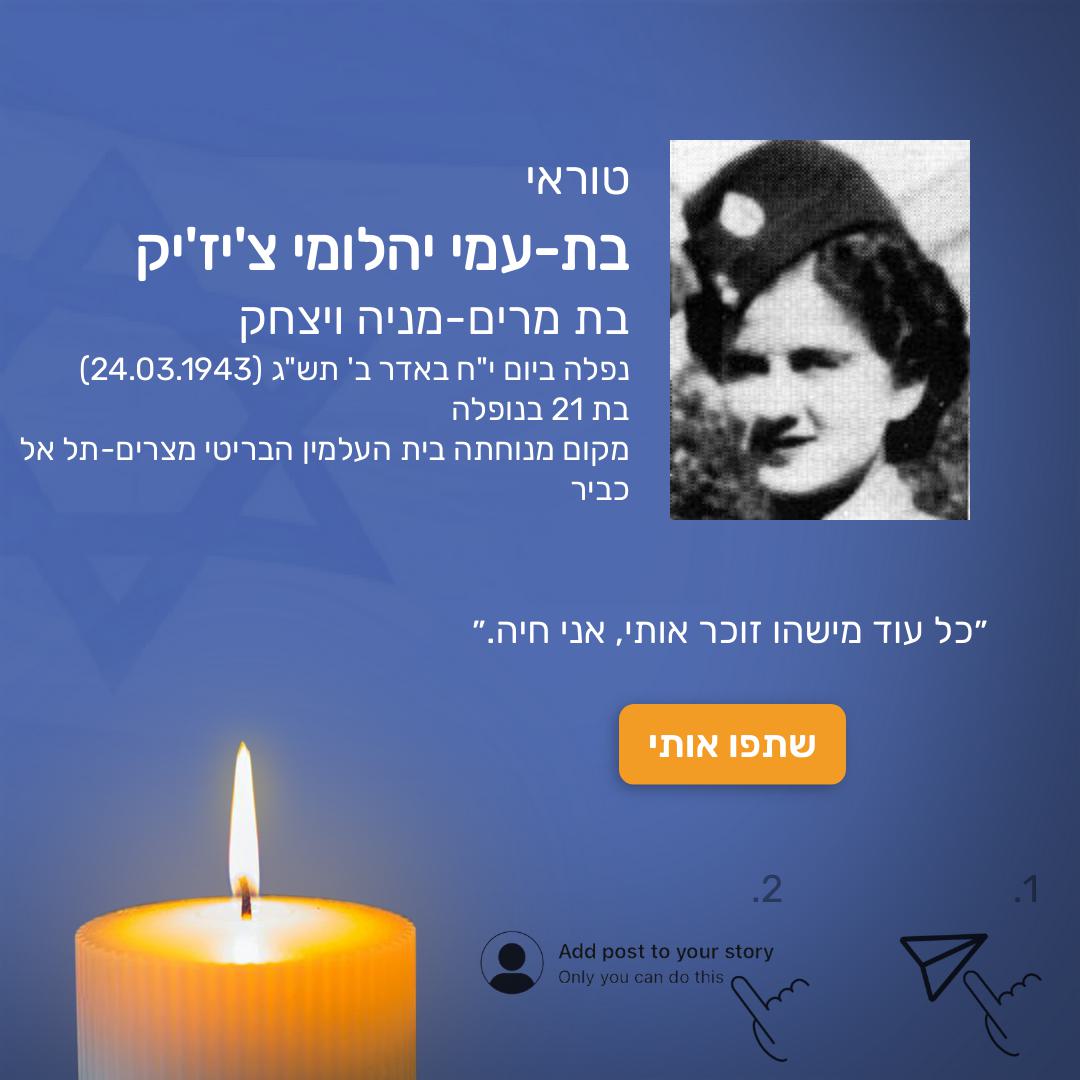 טוראי
בת-עמי יהלומי צ'יז'יק
בת מרים-מניה ויצחק
נפלה ביום י"ח באדר ב' תש"ג (24.03.1943)
בת 21 בנופלה
מקום מנוחתה בית העלמין הבריטי מצרים-תל אל
כביר
״כל עוד מישהו זוכר אותי, אני חיה.״
שתפו אותי
1.
2.
Add post to your story
Only you can do this